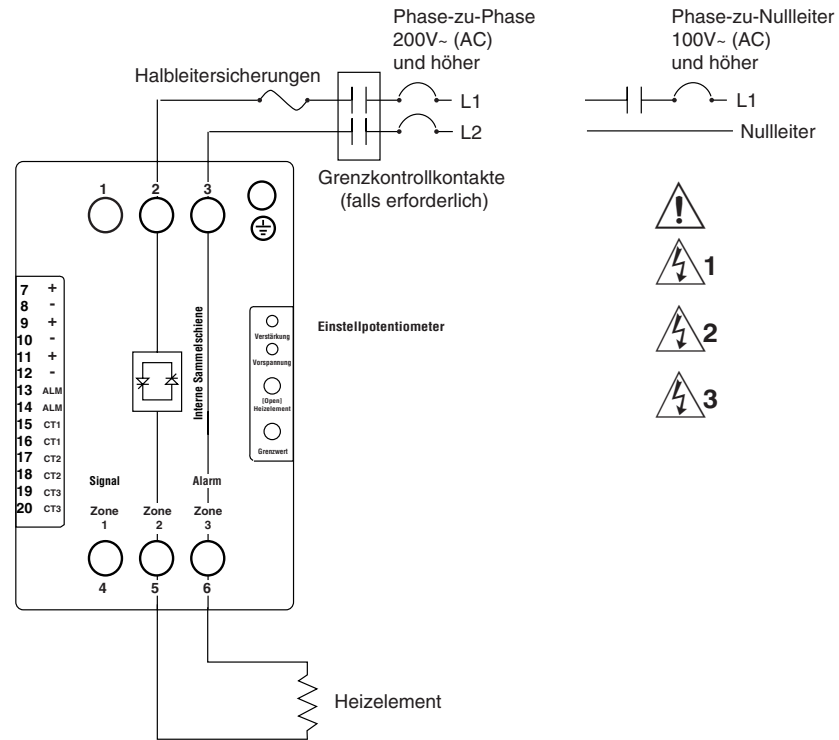 Phase-zu-Phase
200V~ (AC)
und höher
Phase-zu-Nullleiter
100V~ (AC)
und höher
Halbleitersicherungen
L1
L2
L1
Nullleiter
Grenzkontrollkontakte
(falls erforderlich)
1
2
3
7 +
8 -
9 +
10 -
11 +
12 -
13 ALM
14 ALM
15 CT1
16 CT1
17 CT2
18 CT2
19 CT3
20 CT3
Interne Sammelschiene
Verstärkung
Vorspannung
[Open]
Heizelement
Grenzwert
Einstellpotentiometer
1
2
3
Signal
Alarm
Zone
1
Zone
2
Zone
3
4
5
6
Heizelement